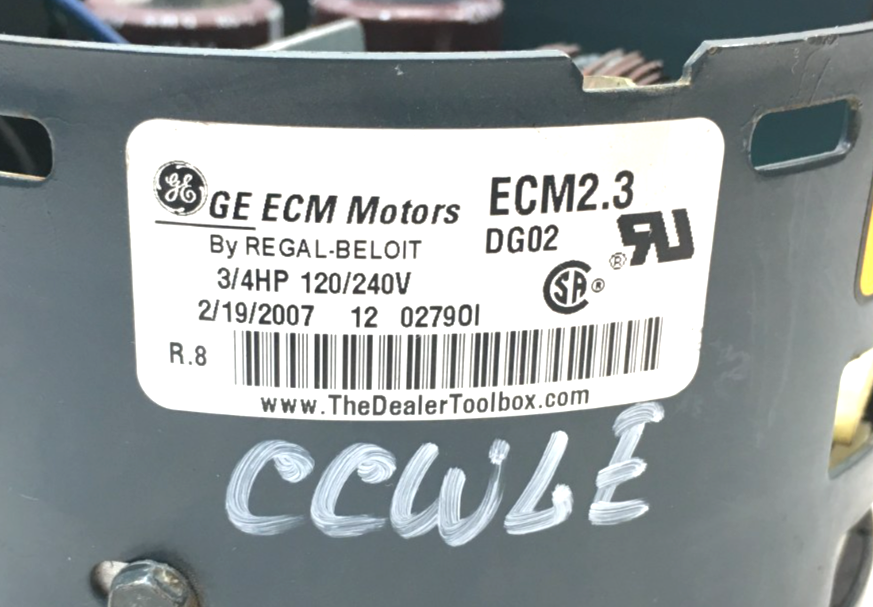 GE GE ECM Motors ECM2.3
By REGAL-BELOIT DG02
3/4HP 120/240V
2/19/2007 12 02790I
R.8
www.TheDealerToolbox.com
CCWLE